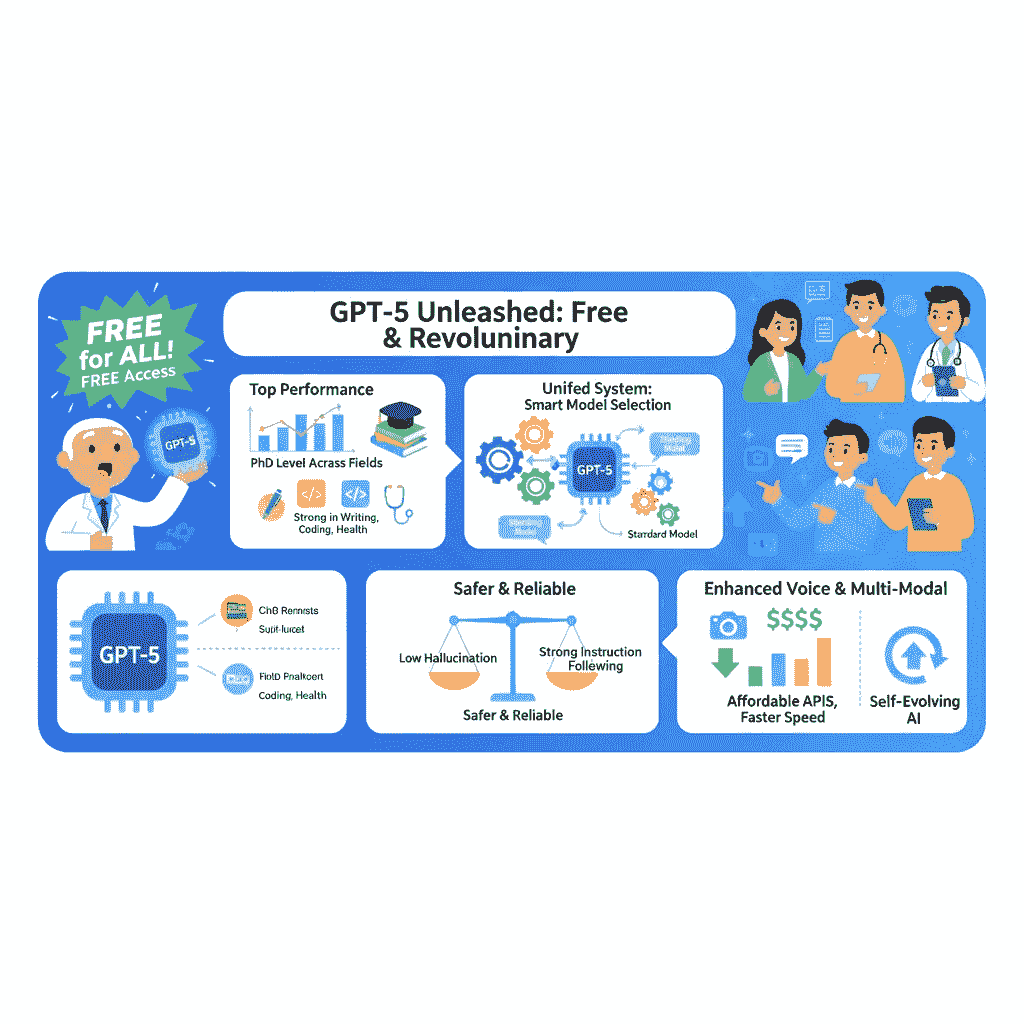 FREE
for ALL!
FREE Access
GPT-5
GPT-5 Unleashed: Free
& Revoluninary
Top Performance
PhD Level Acrass Fields
Strong in Writing,
Coding, Health
Unifed System:
Smart Model Selection
GPT-5
Standard Model
GPT-5
Coding, Health
Safer & Reliable
Low Hallucination
Strong Instruction
Following
Safer & Reliable
Enhanced Voice & Multi-Modal
$$$$
Affordable APIS,
Faster Speed
Self-Evolving
AI